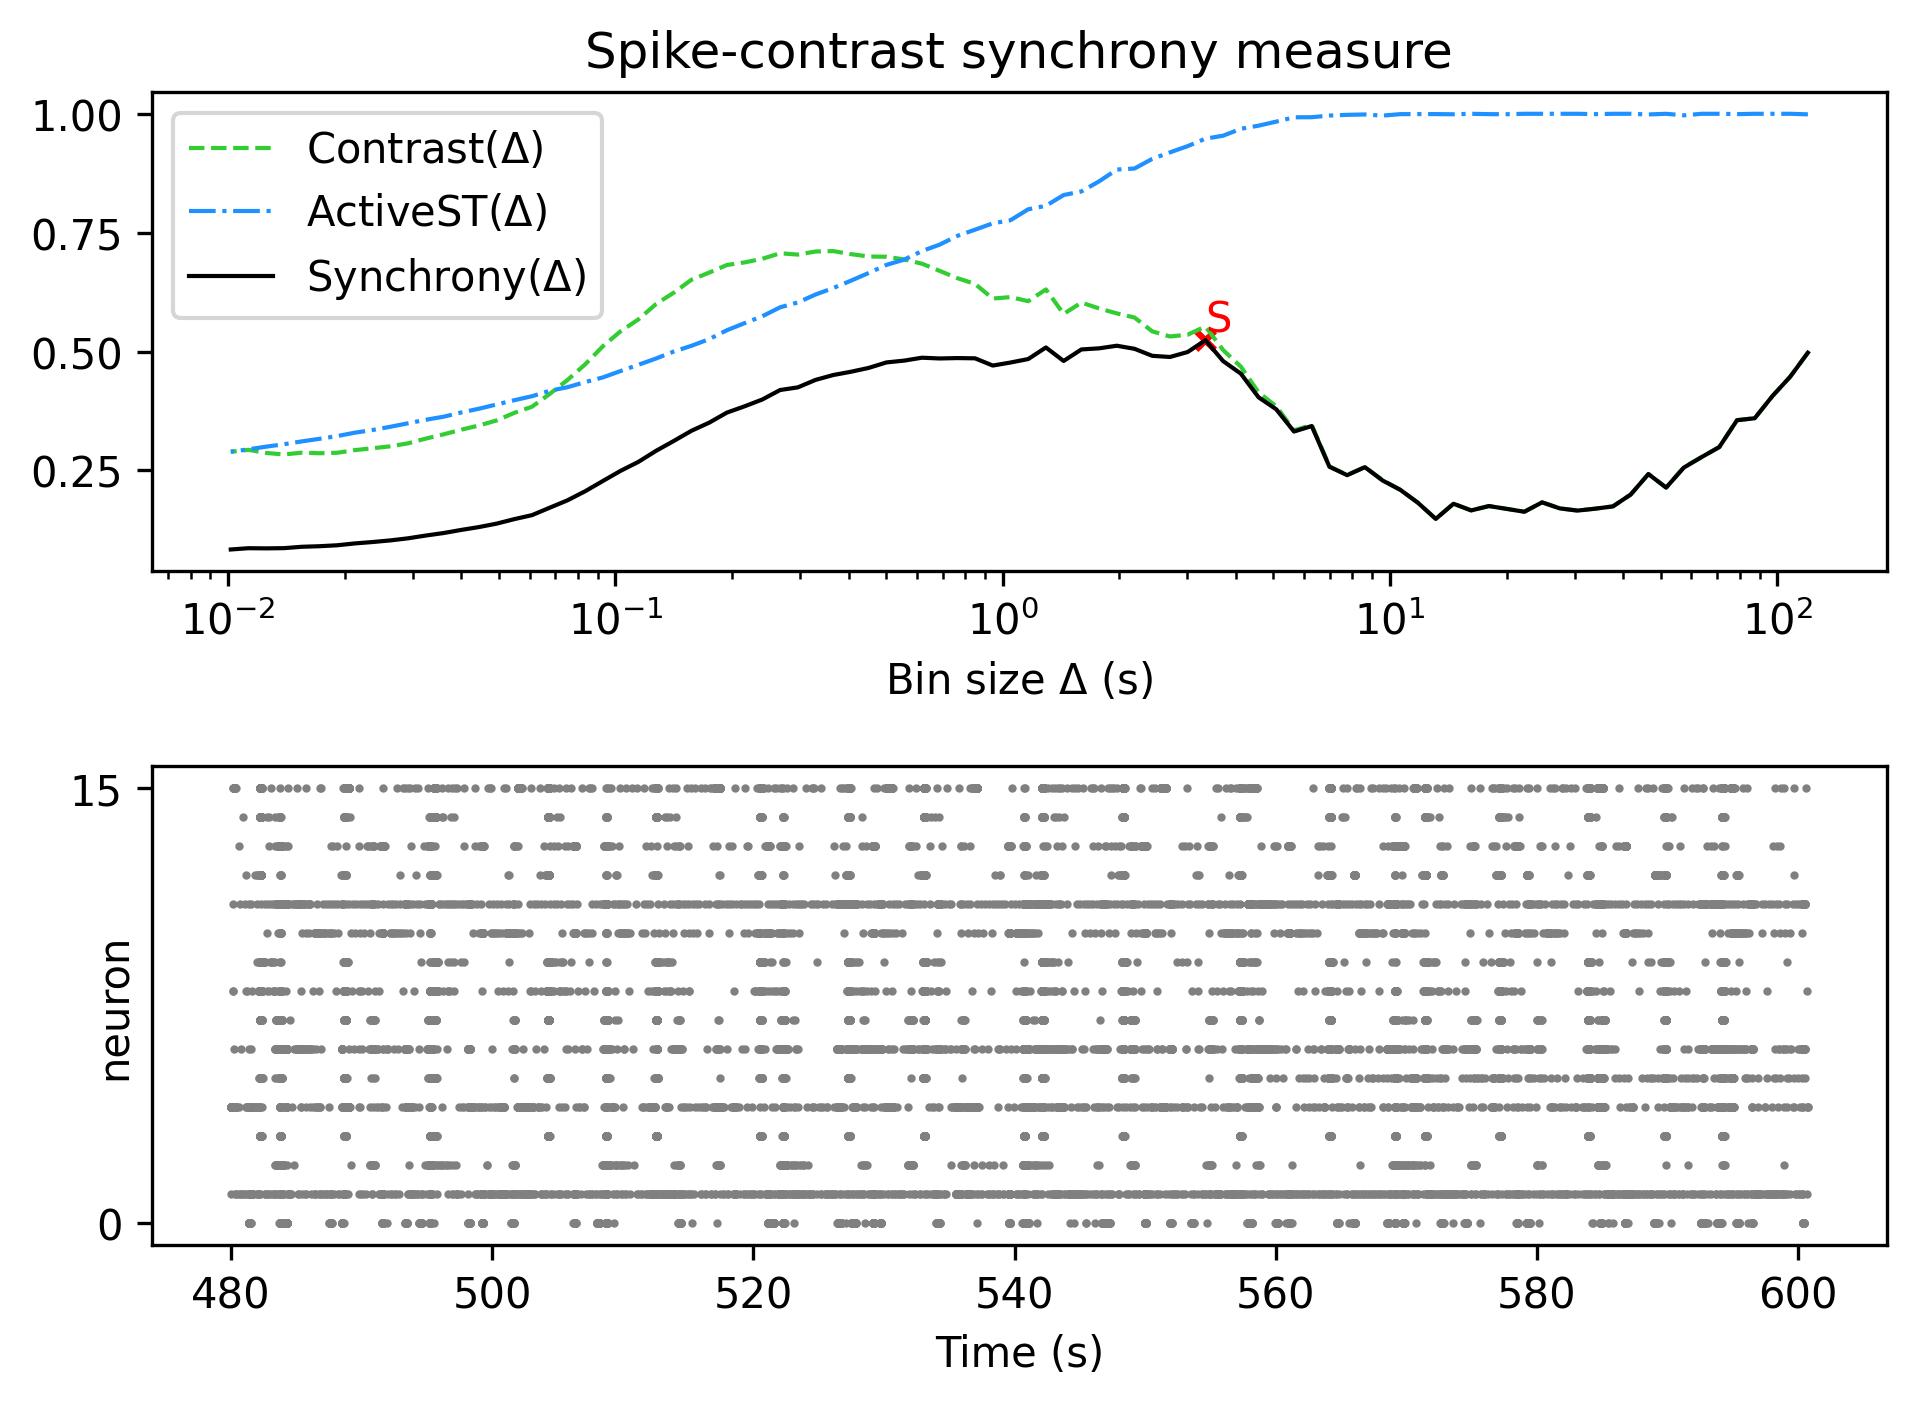 Spike-contrast synchrony measure
1.00
0.75
0.50
0.25
Contrast(Δ)
ActiveST(Δ)
Synchrony(Δ)
S
10⁻² 10⁻¹ 10⁰ 10¹ 10²
Bin size Δ (s)
15
0
neuron
480 500 520 540 560 580 600
Time (s)